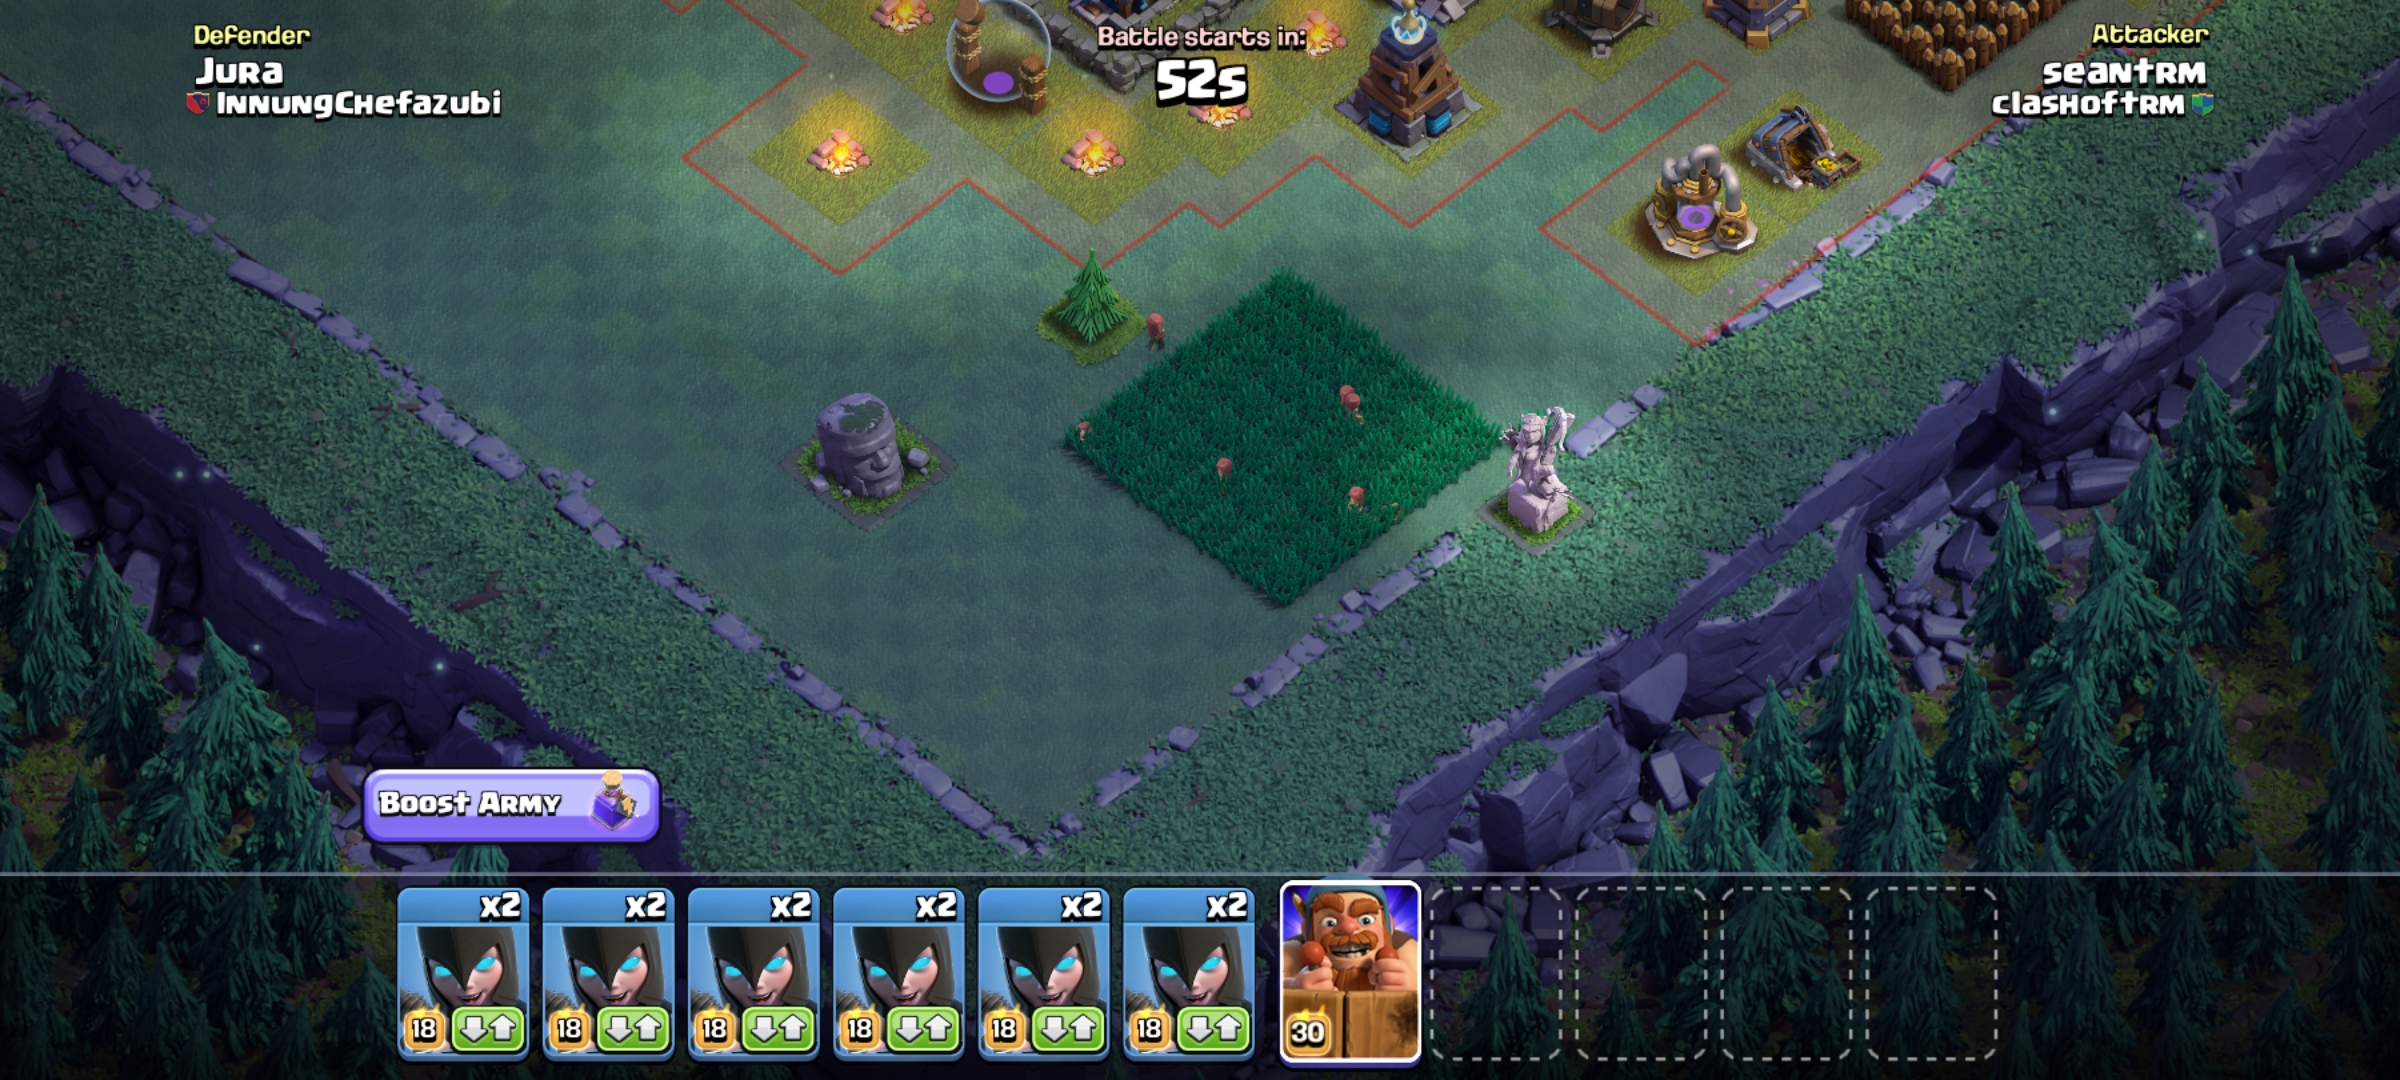 Defender
Jura
InnungChefazubi
Battle starts in:
52s
Attacker
seantRM
clashoftRM
Boost Army
x2
x2
x2
x2
x2
x2
18
18
18
18
18
18
30